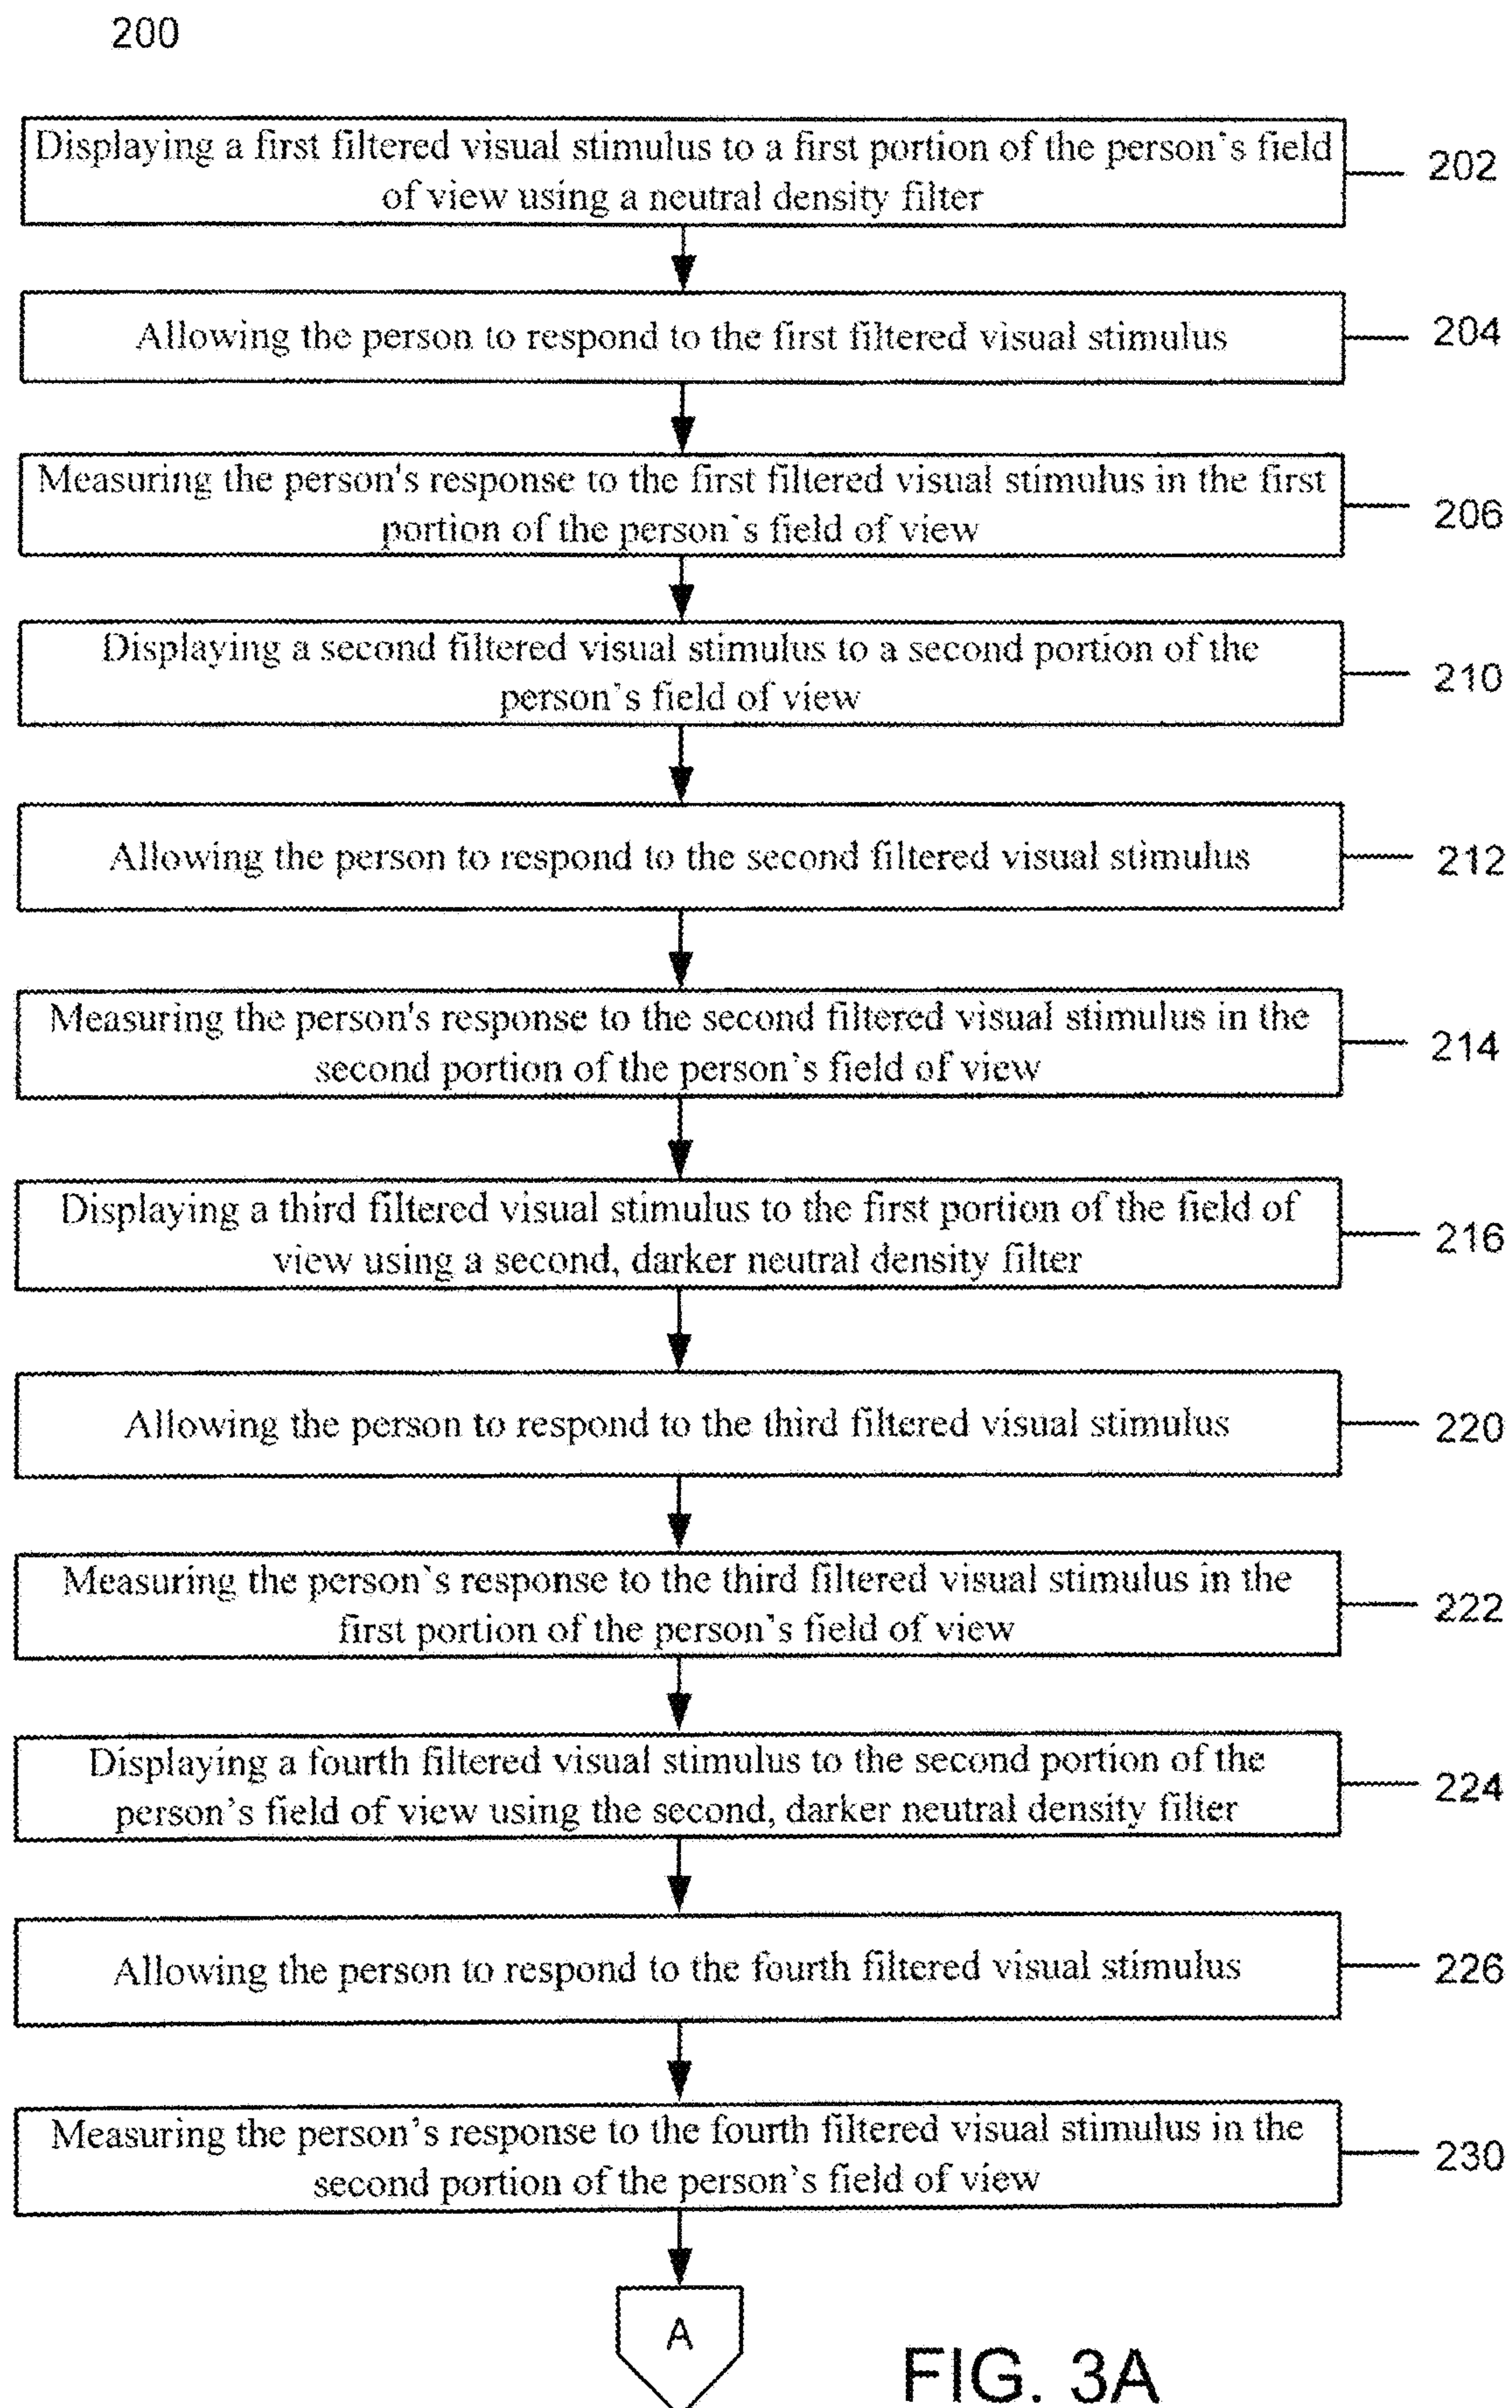 200
Displaying a first filtered visual stimulus to a first portion of the person's field
of view using a neutral density filter
202
Allowing the person to respond to the first filtered visual stimulus
204
Measuring the person's response to the first filtered visual stimulus in the first
portion of the person's field of view
206
Displaying a second filtered visual stimulus to a second portion of the
person's field of view
210
Allowing the person to respond to the second filtered visual stimulus
212
Measuring the person's response to the second filtered visual stimulus in the
second portion of the person's field of view
214
Displaying a third filtered visual stimulus to the first portion of the field of
view using a second, darker neutral density filter
216
Allowing the person to respond to the third filtered visual stimulus
220
Measuring the person's response to the third filtered visual stimulus in the
first portion of the person's field of view
222
Displaying a fourth filtered visual stimulus to the second portion of the
person's field of view using the second, darker neutral density filter
224
Allowing the person to respond to the fourth filtered visual stimulus
226
Measuring the person's response to the fourth filtered visual stimulus in the
second portion of the person's field of view
230
A
FIG. 3A